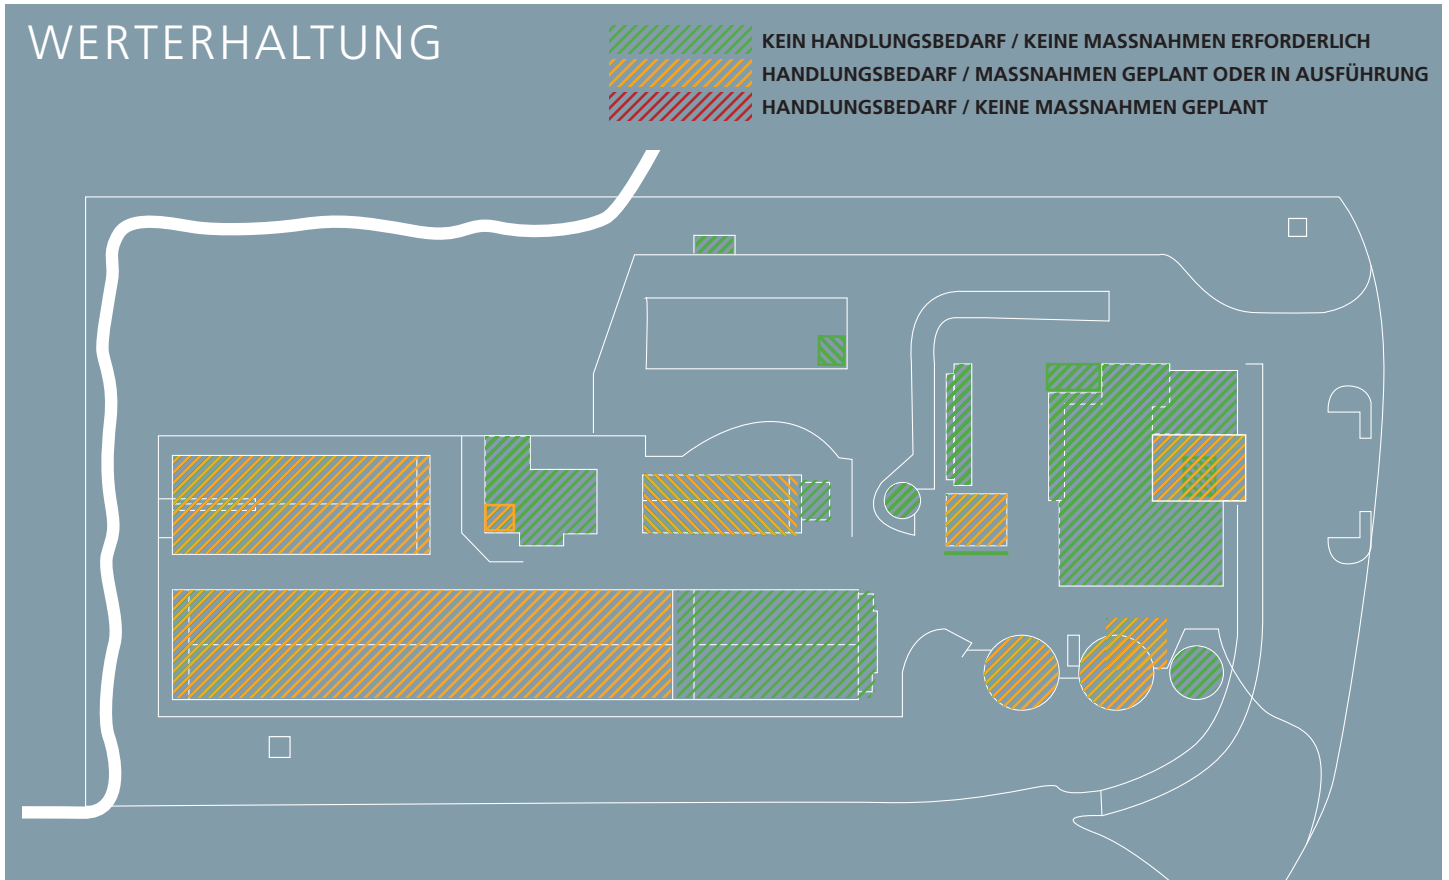 WERTERHALTUNG
KEIN HANDLUNGSBEDARF / KEINE MASSNAHMEN ERFORDERLICH
HANDLUNGSBEDARF / MASSNAHMEN GEPLANT ODER IN AUSFÜHRUNG
HANDLUNGSBEDARF / KEINE MASSNAHMEN GEPLANT